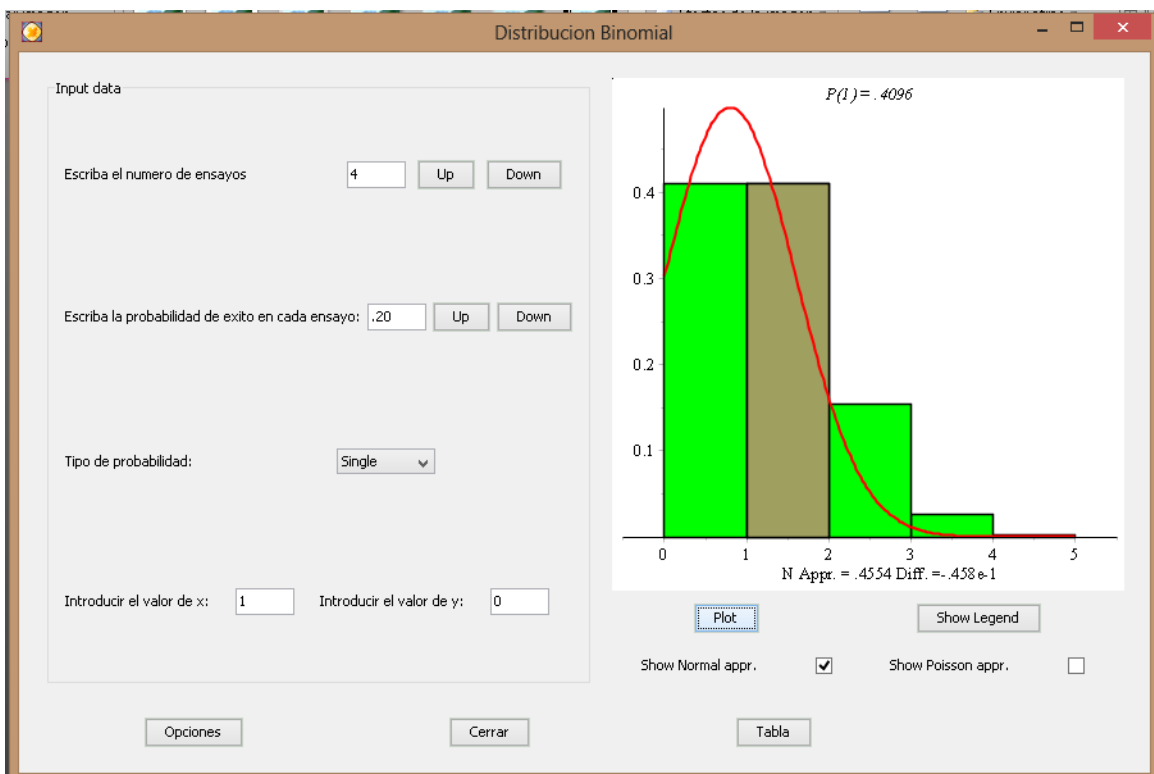 Distribucion Binomial
Input data
Escriba el numero de ensayos 4 Up Down
Escriba la probabilidad de exito en cada ensayo: .20 Up Down
Tipo de probabilidad: Single
Introducir el valor de x: 1 Introducir el valor de y: 0
P(1) = .4096
0.4
0.3
0.2
0.1
0 1 2 3 4 5
N Appr. = .4554 Diff. =-.458e-1
Plot Show Legend
Show Normal appr. Show Poisson appr.
Opciones Cerrar Tabla